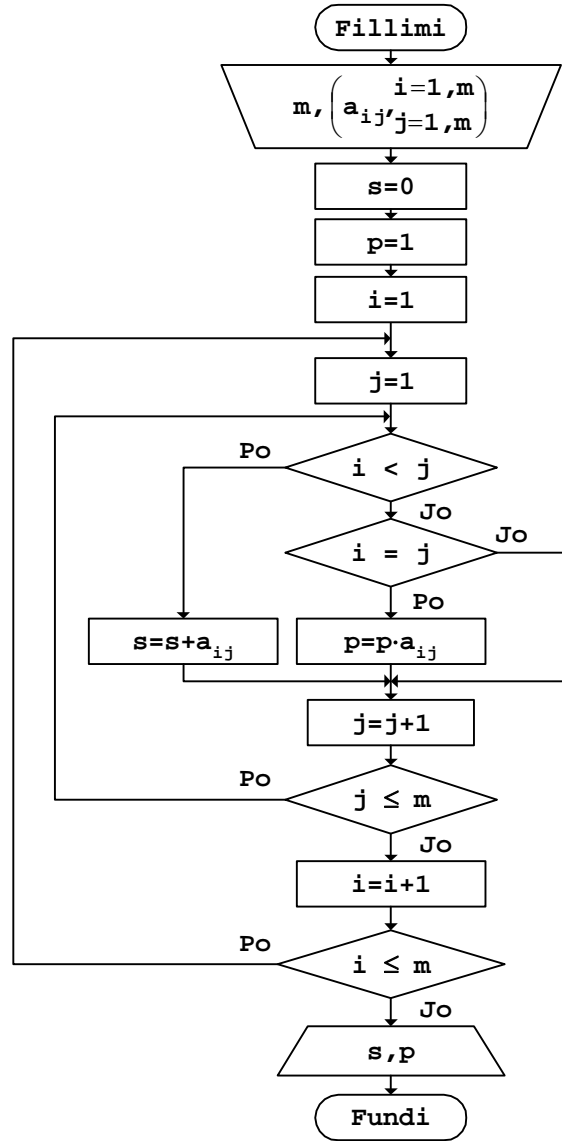 Fillimi
i=1,m
m, (a_ij, )
j=1,m
s=0
p=1
i=1
j=1
Po
i < j
Jo
Jo
i = j
Po
s=s+a_ij
p=p·a_ij
j=j+1
Po
j ≤ m
Jo
i=i+1
Po
i ≤ m
Jo
s,p
Fundi